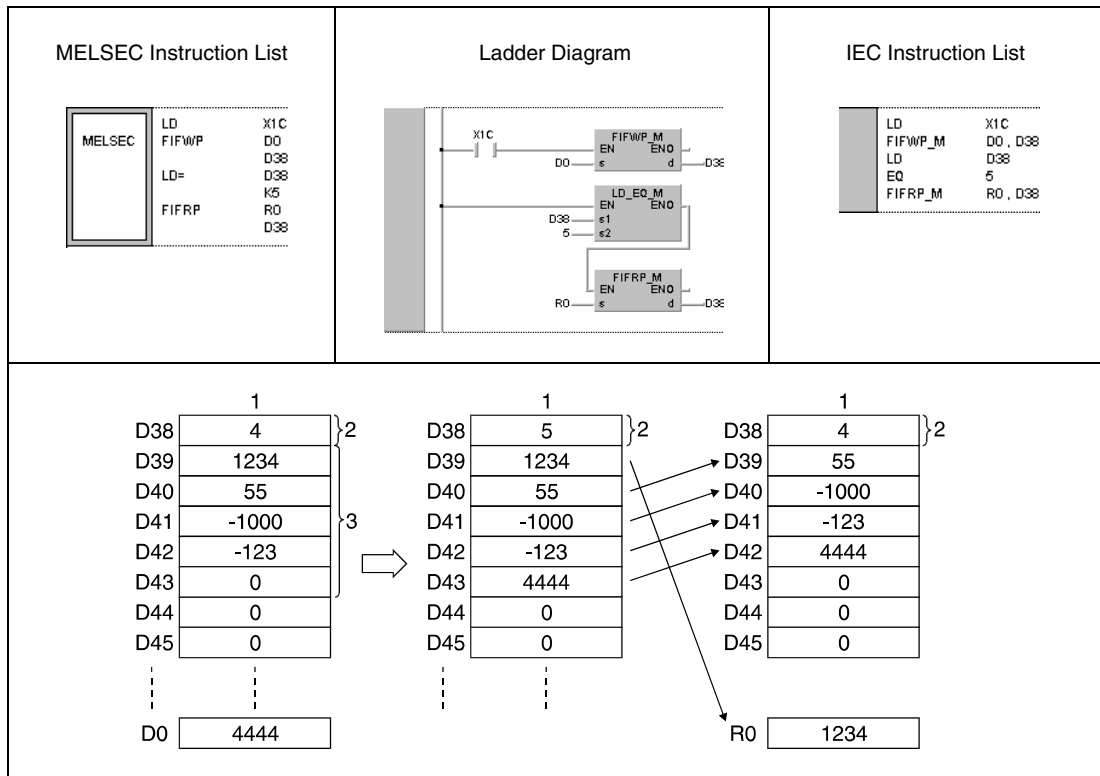 MELSEC Instruction List
Ladder Diagram
IEC Instruction List
MELSEC
LD X1C
FIFWP D0
D38
LD= D38
K5
FIFRP R0
D38
X1C
FIFWP_M
EN ENO
D0 s d D38
LD_EQ_M
EN ENO
D38 s1
5 s2
FIFRP_M
EN ENO
R0 s d D38
LD X1C
FIFWP_M D0 , D38
LD D38
EQ 5
FIFRP_M R0 , D38
1
D38 4 2
D39 1234
D40 55
D41 -1000 3
D42 -123
D43 0
D44 0
D45 0
D0 4444
1
D38 5 2
D39 1234
D40 55
D41 -1000
D42 -123
D43 4444
D44 0
D45 0
1
D38 4 2
D39 55
D40 -1000
D41 -123
D42 4444
D43 0
D44 0
D45 0
R0 1234